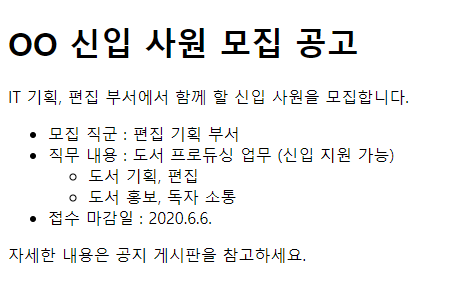 OO 신입 사원 모집 공고
IT 기획, 편집 부서에서 함께 할 신입 사원을 모집합니다.
모집 직군 : 편집 기획 부서
직무 내용 : 도서 프로듀싱 업무 (신입 지원 가능)
도서 기획, 편집
도서 홍보, 독자 소통
접수 마감일 : 2020.6.6.
자세한 내용은 공지 게시판을 참고하세요.